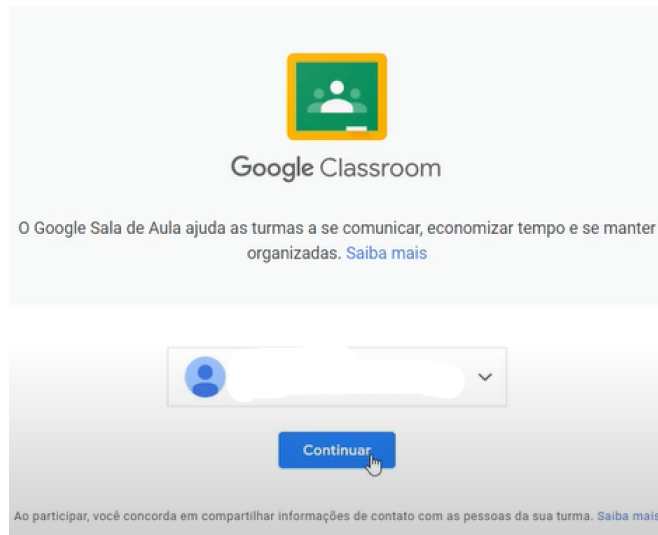 Google Classroom
O Google Sala de Aula ajuda as turmas a se comunicar, economizar tempo e se manter
organizadas. Saiba mais
Continuar
Ao participar, você concorda em compartilhar informações de contato com as pessoas da sua turma. Saiba mais